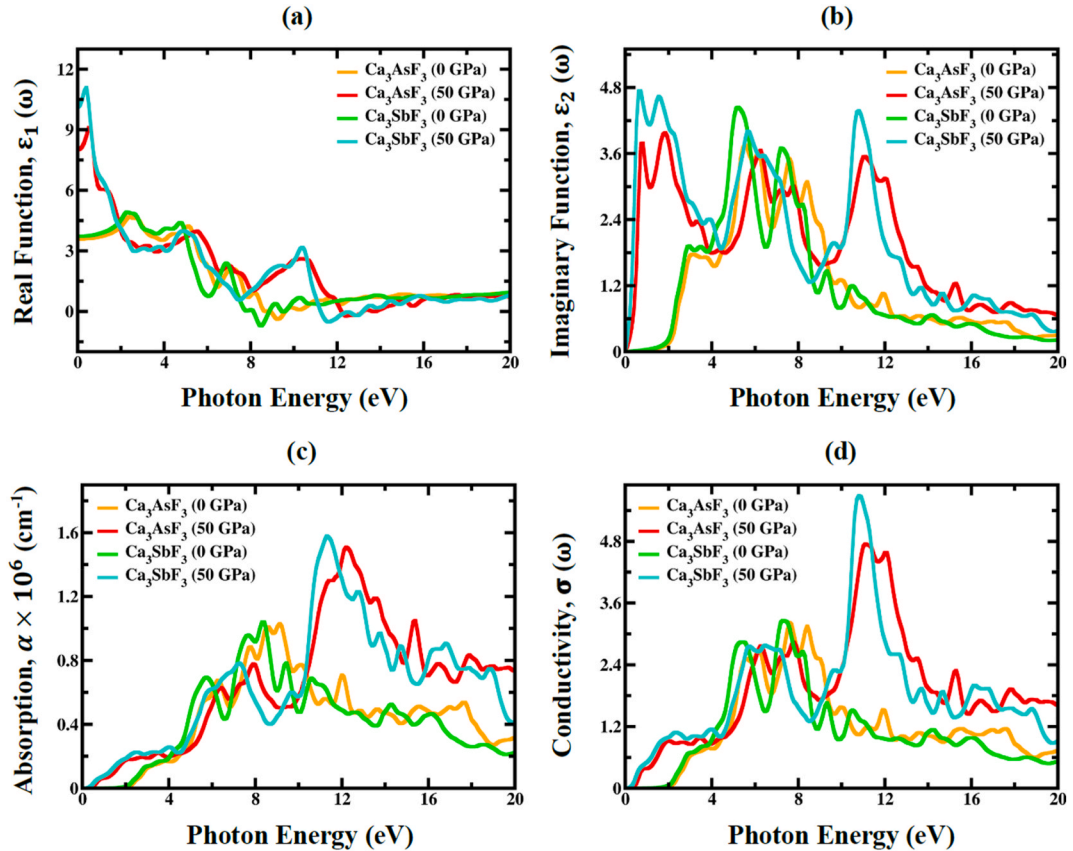 (a)
(b)
Real Function, ε₁ (ω)
12
9
6
3
0
Ca₃AsF₃ (0 GPa)
Ca₃AsF₃ (50 GPa)
Ca₃SbF₃ (0 GPa)
Ca₃SbF₃ (50 GPa)
0 4 8 12 16 20
Photon Energy (eV)
Imaginary Function, ε₂ (ω)
4.8
3.6
2.4
1.2
0
Ca₃AsF₃ (0 GPa)
Ca₃AsF₃ (50 GPa)
Ca₃SbF₃ (0 GPa)
Ca₃SbF₃ (50 GPa)
0 4 8 12 16 20
Photon Energy (eV)
(c)
(d)
Absorption, α × 10⁶ (cm⁻¹)
1.6
1.2
0.8
0.4
0
Ca₃AsF₃ (0 GPa)
Ca₃AsF₃ (50 GPa)
Ca₃SbF₃ (0 GPa)
Ca₃SbF₃ (50 GPa)
0 4 8 12 16 20
Photon Energy (eV)
Conductivity, σ (ω)
4.8
3.6
2.4
1.2
0
Ca₃AsF₃ (0 GPa)
Ca₃AsF₃ (50 GPa)
Ca₃SbF₃ (0 GPa)
Ca₃SbF₃ (50 GPa)
0 4 8 12 16 20
Photon Energy (eV)